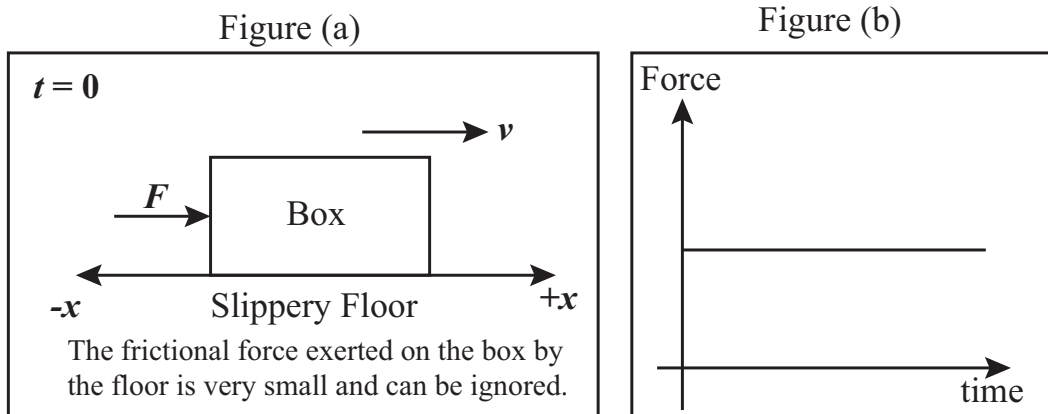 Figure (a)
t = 0
v
F
Box
-x
Slippery Floor
+x
The frictional force exerted on the box by
the floor is very small and can be ignored.
Figure (b)
Force
time